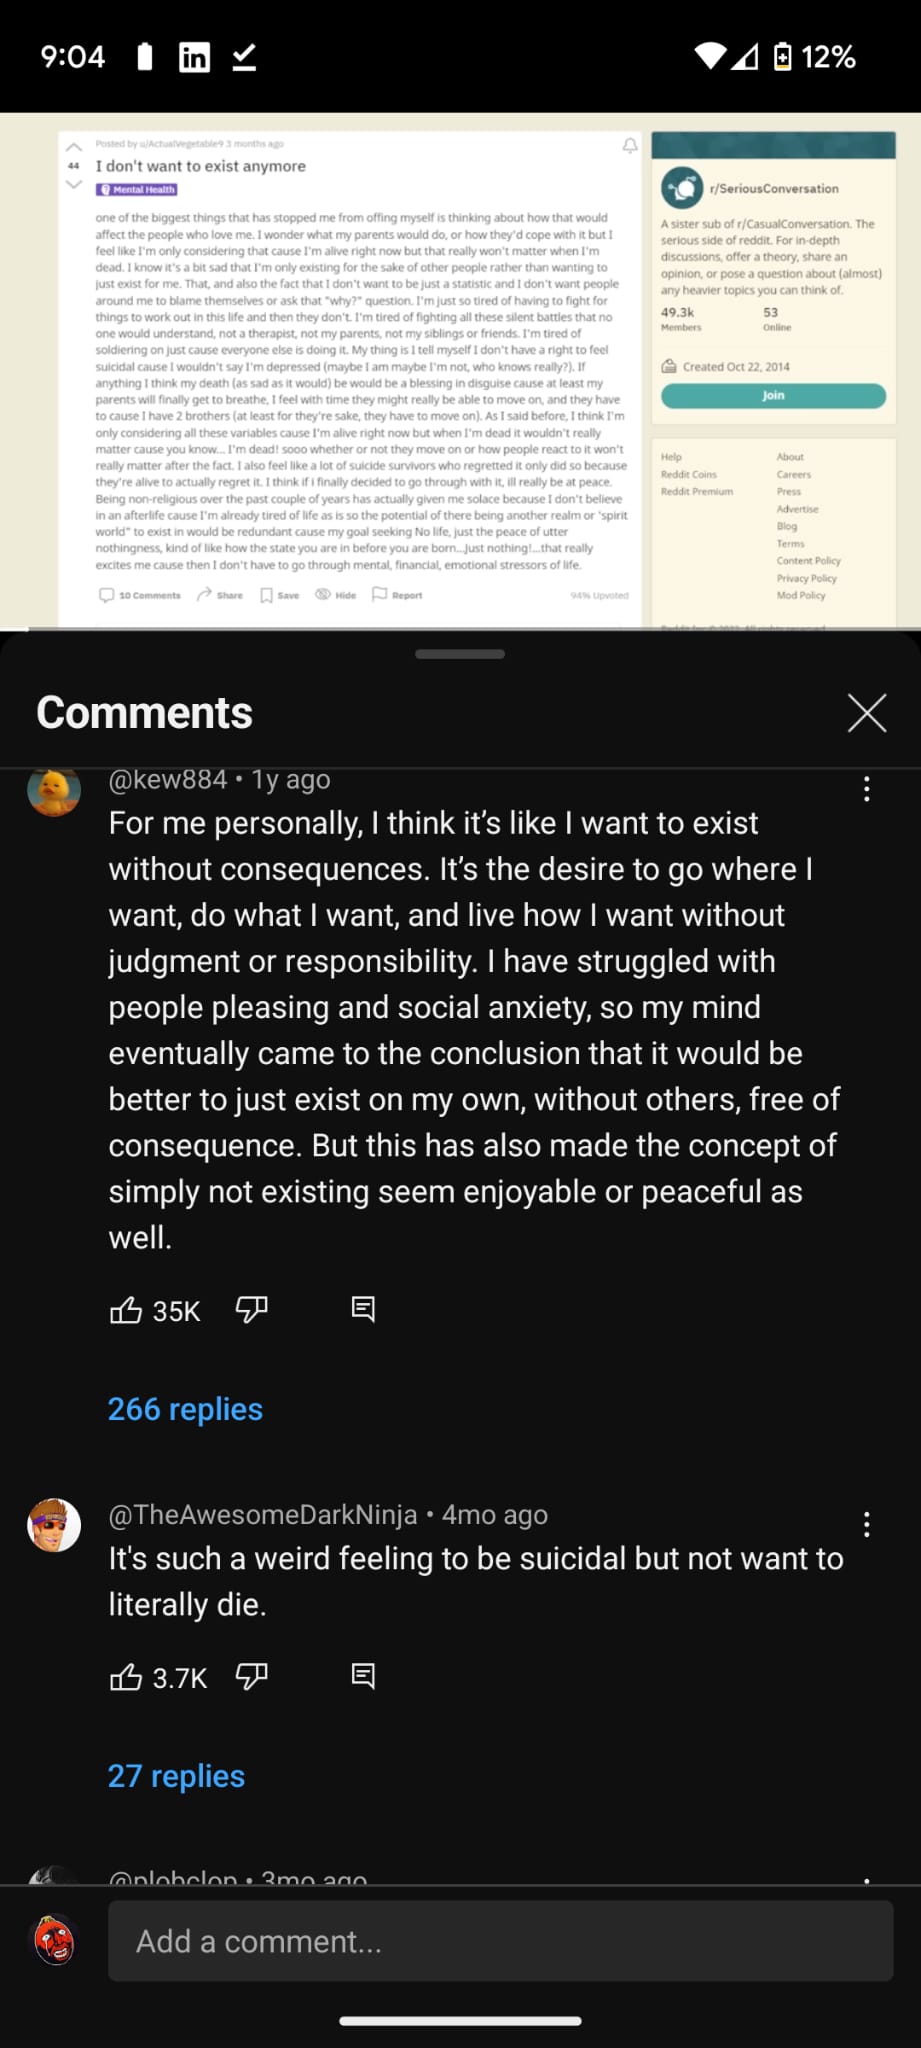 9:04
in
12%
Posted by u/ActualVegetable9 3 months ago
44
I don't want to exist anymore
Mental Health
one of the biggest things that has stopped me from offing myself is thinking about how that would
affect the people who love me. I wonder what my parents would do, or how they'd cope with it but I
feel like I'm only considering that cause I'm alive right now but that really won't matter when I'm
dead. I know it's a bit sad that I'm only existing for the sake of other people rather than wanting to
just exist for me. That, and also the fact that I don't want to be just a statistic and I don't want people
around me to blame themselves or ask that "why?" question. I'm just so tired of having to fight for
things to work out in this life and then they don't. I'm tired of fighting all these silent battles that no
one would understand, not a therapist, not my parents, not my siblings or friends. I'm tired of
soldiering on just cause everyone else is doing it. My thing is I tell myself I don't have a right to feel
suicidal cause I wouldn't say I'm depressed (maybe I am maybe I'm not, who knows really?). If
anything I think my death (as sad as it would) be would be a blessing in disguise cause at least my
parents will finally get to breathe, I feel with time they might really be able to move on, and they have
to cause I have 2 brothers (at least for they're sake, they have to move on). As I said before, I think I'm
only considering all these variables cause I'm alive right now but when I'm dead it wouldn't really
matter cause you know... I'm dead! sooo whether or not they move on or how people react to it won't
really matter after the fact. I also feel like a lot of suicide survivors who regretted it only did so because
they're alive to actually regret it. I think if i finally decided to go through with it, ill really be at peace.
Being non-religious over the past couple of years has actually given me solace because I don't believe
in an afterlife cause I'm already tired of life as is so the potential of there being another realm or 'spirit
world" to exist in would be redundant cause my goal seeking No life, just the peace of utter
nothingness, kind of like how the state you are in before you are born...Just nothing!...that really
excites me cause then I don't have to go through mental, financial, emotional stressors of life.
10 Comments Share Save Hide Report 94% Upvoted
r/SeriousConversation
A sister sub of r/CasualConversation. The
serious side of reddit. For in-depth
discussions, offer a theory, share an
opinion, or pose a question about (almost)
any heavier topics you can think of.
49.3k 53
Members Online
Created Oct 22, 2014
Join
Help About
Reddit Coins Careers
Reddit Premium Press
Advertise
Blog
Terms
Content Policy
Privacy Policy
Mod Policy
Reddit Inc © 2022. All rights reserved
Comments
@kew884 • 1y ago
For me personally, I think it's like I want to exist
without consequences. It's the desire to go where I
want, do what I want, and live how I want without
judgment or responsibility. I have struggled with
people pleasing and social anxiety, so my mind
eventually came to the conclusion that it would be
better to just exist on my own, without others, free of
consequence. But this has also made the concept of
simply not existing seem enjoyable or peaceful as
well.
35K
266 replies
@TheAwesomeDarkNinja • 4mo ago
It's such a weird feeling to be suicidal but not want to
literally die.
3.7K
27 replies
@plobclop • 3mo ago
Add a comment...